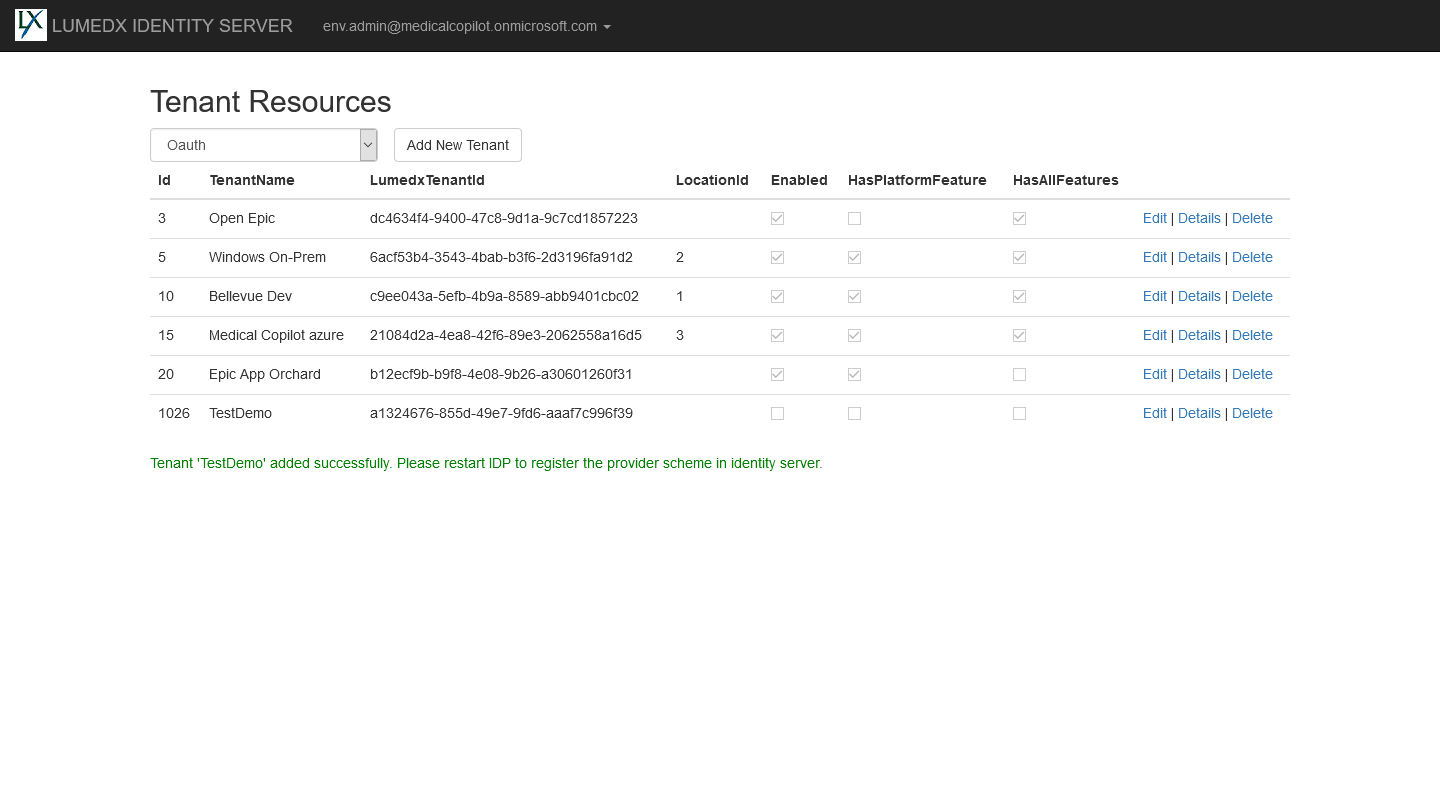 LX LUMEDX IDENTITY SERVER env.admin@medicalcopilot.onmicrosoft.com
Tenant Resources
Oauth Add New Tenant
Id TenantName LumedxTenantId LocationId Enabled HasPlatformFeature HasAllFeatures
3 Open Epic dc4634f4-9400-47c8-9d1a-9c7cd1857223 Edit | Details | Delete
5 Windows On-Prem 6acf53b4-3543-4bab-b3f6-2d3196fa91d2 2 Edit | Details | Delete
10 Bellevue Dev c9ee043a-5efb-4b9a-8589-abb9401cbc02 1 Edit | Details | Delete
15 Medical Copilot azure 21084d2a-4ea8-42f6-89e3-2062558a16d5 3 Edit | Details | Delete
20 Epic App Orchard b12ecf9b-b9f8-4e08-9b26-a30601260f31 Edit | Details | Delete
1026 TestDemo a1324676-855d-49e7-9fd6-aaaf7c996f39 Edit | Details | Delete
Tenant 'TestDemo' added successfully. Please restart IDP to register the provider scheme in identity server.